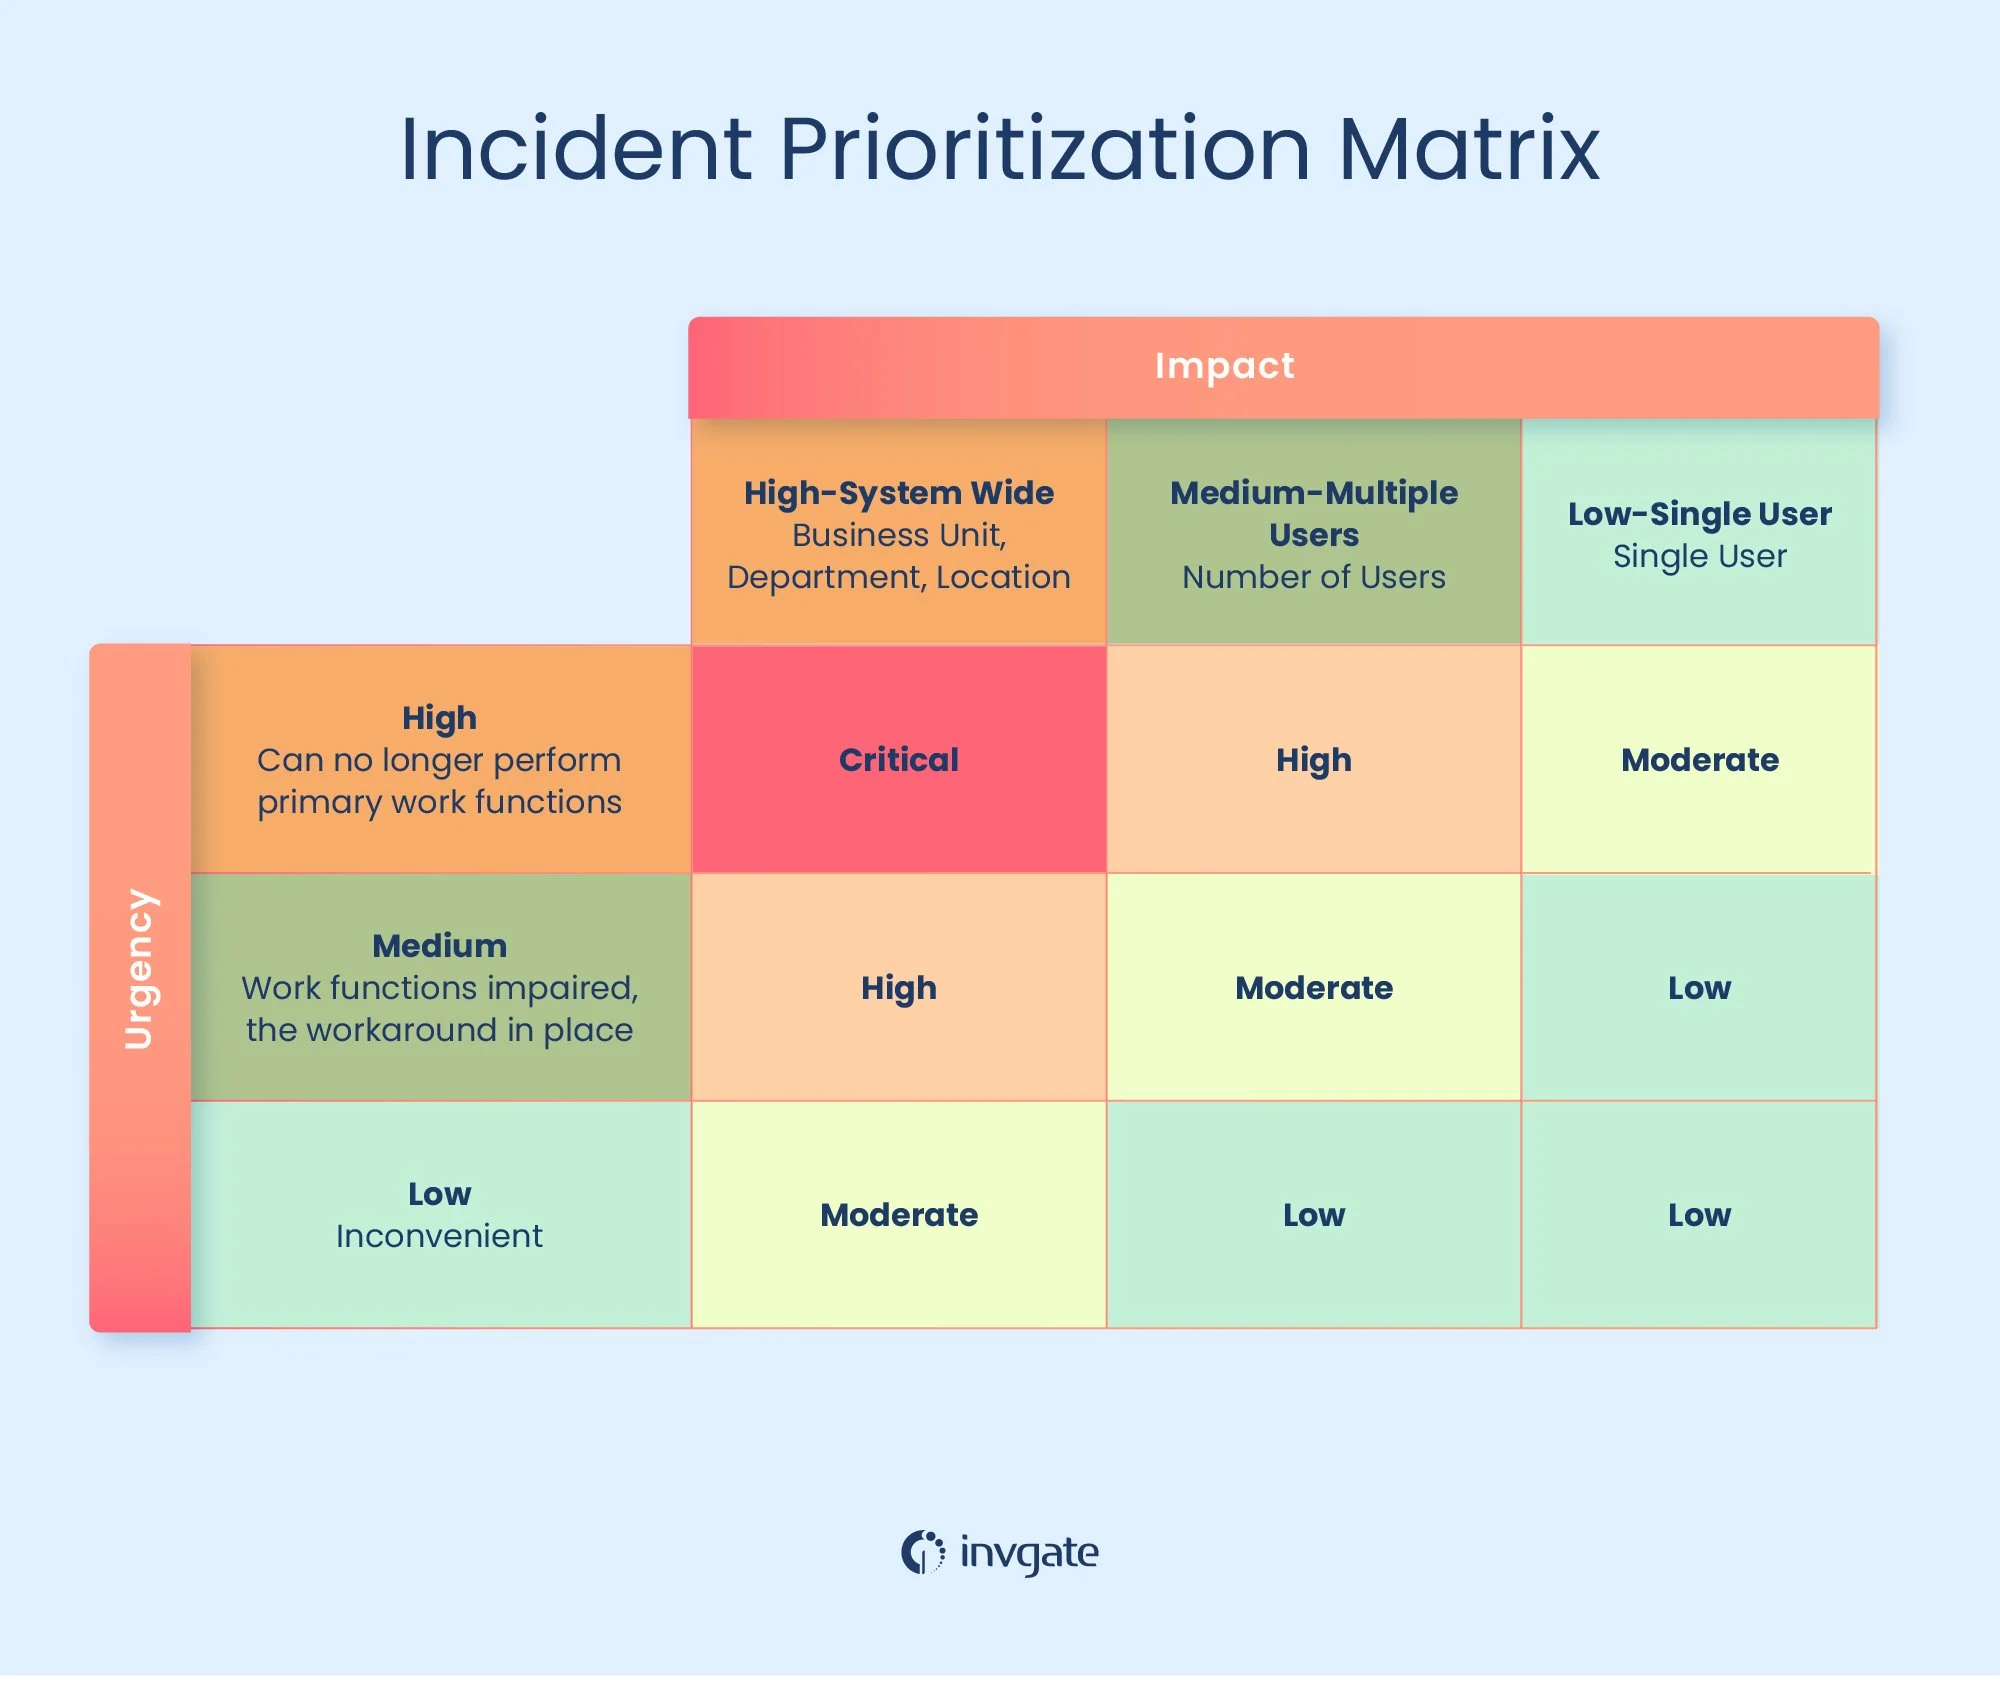 Incident Prioritization Matrix
Impact
High-System Wide
Business Unit,
Department, Location
Medium-Multiple
Users
Number of Users
Low-Single User
Single User
Urgency
High
Can no longer perform
primary work functions
Critical
High
Moderate
Medium
Work functions impaired,
the workaround in place
High
Moderate
Low
Low
Inconvenient
Moderate
Low
Low
invgate